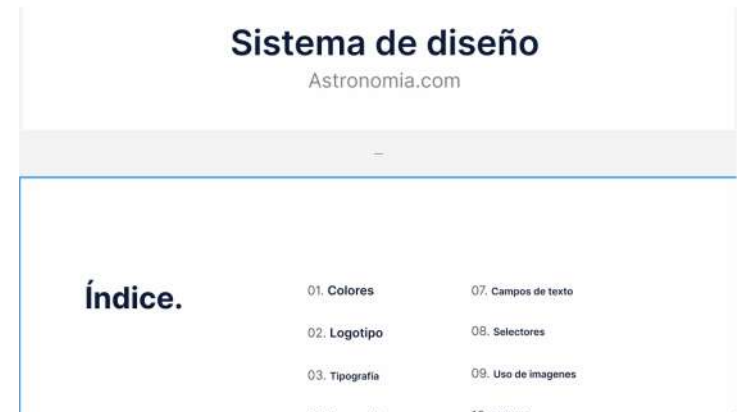 Sistema de diseño
Astronomia.com
Índice.
01. Colores
02. Logotipo
03. Tipografía
07. Campos de texto
08. Selectores
09. Uso de imagenes